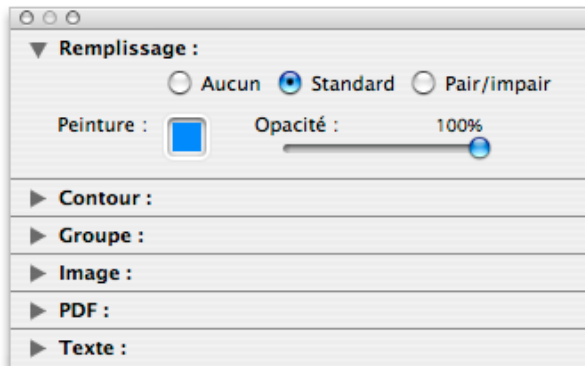 Remplissage :
Aucun Standard Pair/impair
Peinture : Opacité : 100%
Contour :
Groupe :
Image :
PDF :
Texte :